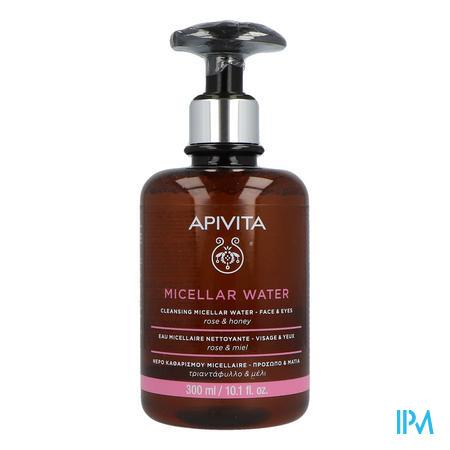 APIVITA
MICELLAR WATER
CLEANSING MICELLAR WATER - FACE & EYES
rose & honey
EAU MICELLAIRE NETTOYANTE - VISAGE & YEUX
rose & miel
ΝΕΡΟ ΚΑΘΑΡΙΣΜΟΥ MICELLAIRE - ΠΡΟΣΩΠΟ & ΜΑΤΙΑ
τριαντάφυλλο & μέλι
300 ml / 10.1 fl. oz.
IPM